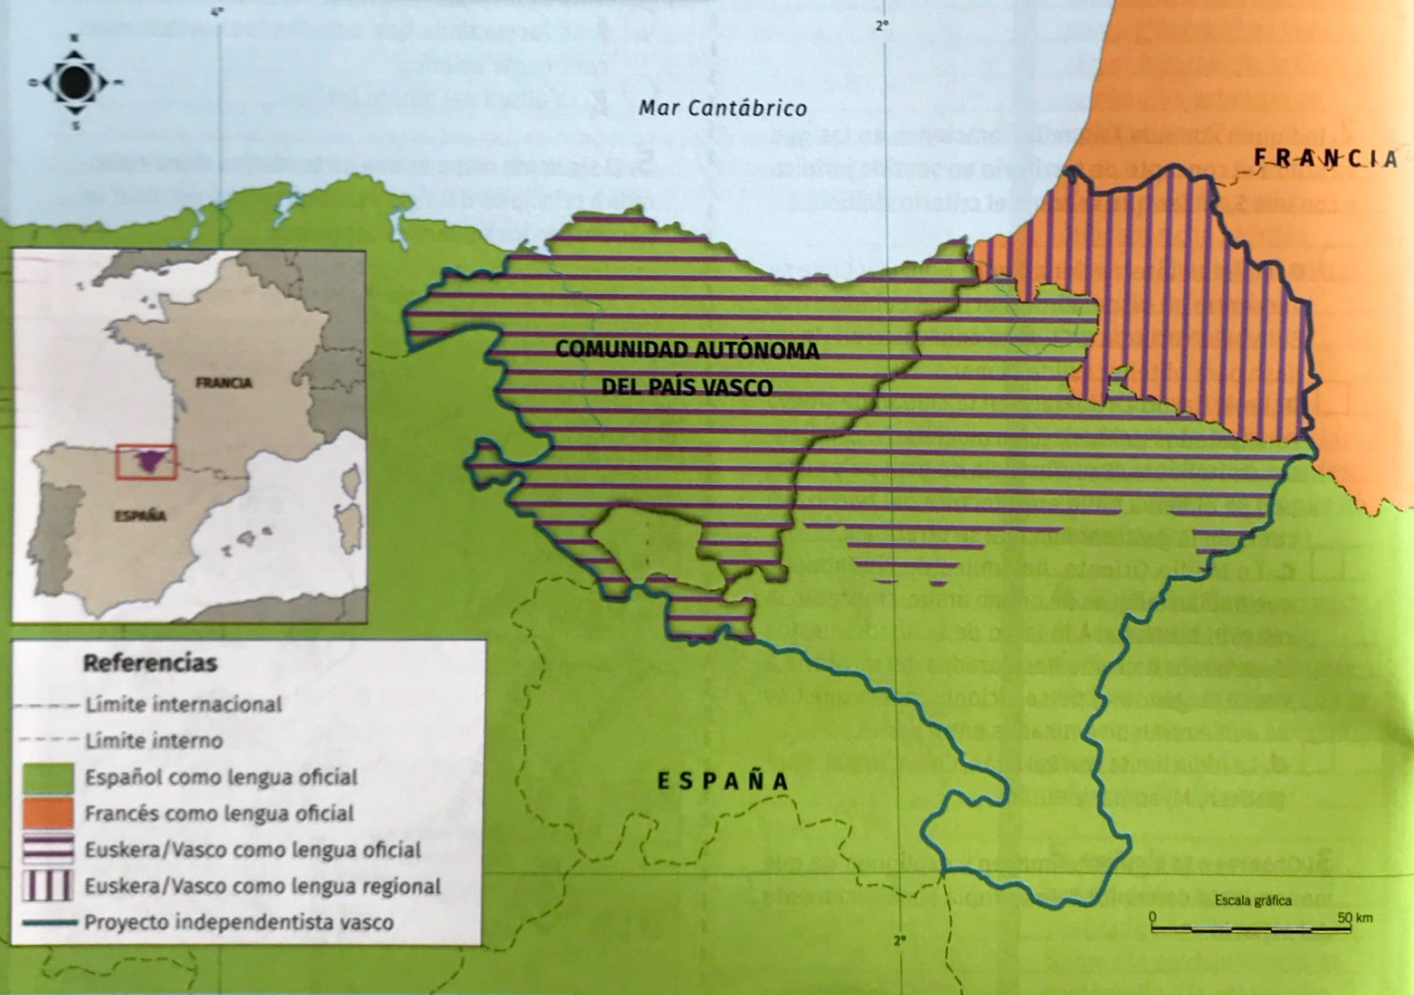 4°
2°
N
O
E
S
Mar Cantábrico
FRANCIA
COMUNIDAD AUTÓNOMA
DEL PAÍS VASCO
FRANCIA
ESPAÑA
Referencias
Límite internacional
Límite interno
Español como lengua oficial
Francés como lengua oficial
Euskera/Vasco como lengua oficial
Euskera/Vasco como lengua regional
Proyecto independentista vasco
ESPAÑA
Escala gráfica
0 50 km
2°